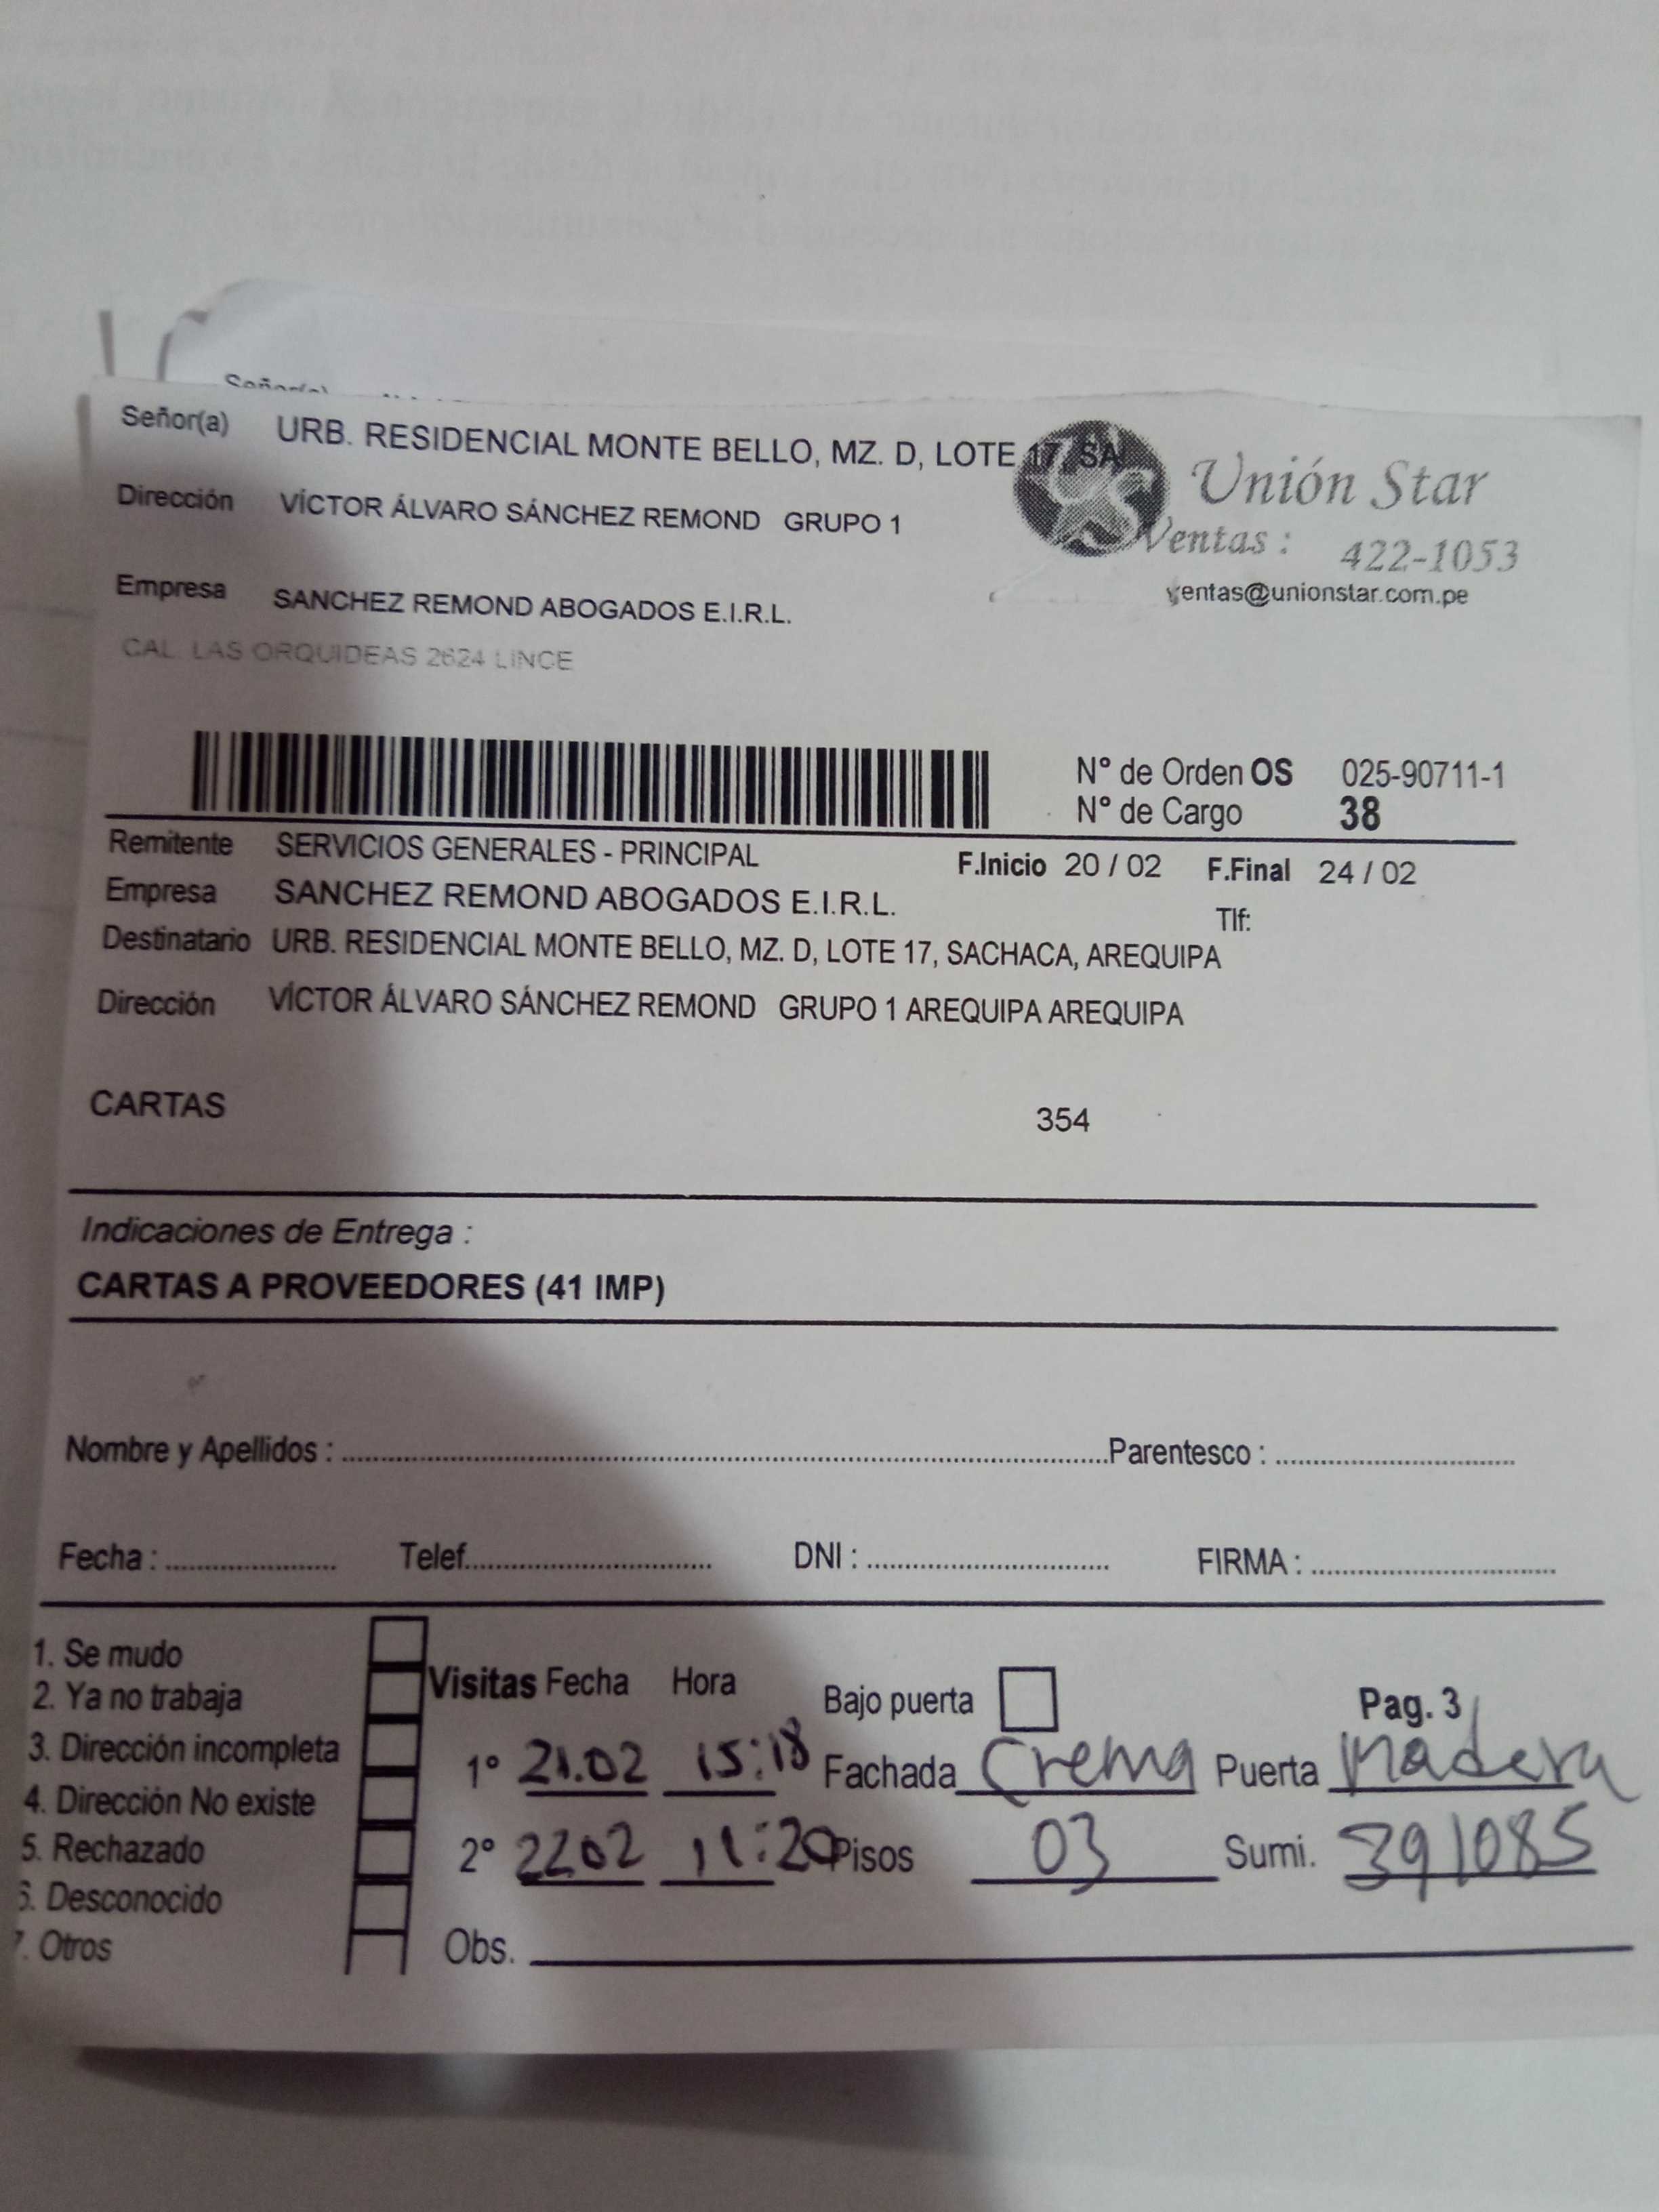 Señor(a) URB. RESIDENCIAL MONTE BELLO, MZ. D, LOTE 17, SA
Unión Star
Dirección VÍCTOR ÁLVARO SÁNCHEZ REMOND GRUPO 1
Ventas : 422-1053
ventas@unionstar.com.pe
Empresa SANCHEZ REMOND ABOGADOS E.I.R.L.
CAL. LAS ORQUIDEAS 2624 LINCE
N° de Orden OS 025-90711-1
N° de Cargo 38
Remitente SERVICIOS GENERALES - PRINCIPAL F.Inicio 20 / 02 F.Final 24 / 02
Empresa SANCHEZ REMOND ABOGADOS E.I.R.L. Tlf:
Destinatario URB. RESIDENCIAL MONTE BELLO, MZ. D, LOTE 17, SACHACA, AREQUIPA
Dirección VÍCTOR ÁLVARO SÁNCHEZ REMOND GRUPO 1 AREQUIPA AREQUIPA
CARTAS 354
Indicaciones de Entrega :
CARTAS A PROVEEDORES (41 IMP)
Nombre y Apellidos : Parentesco :
Fecha : Telef. DNI : FIRMA :
1. Se mudo
2. Ya no trabaja
3. Dirección incompleta
4. Dirección No existe
5. Rechazado
6. Desconocido
7. Otros
Visitas Fecha Hora Bajo puerta Pag. 3
1° 21.02 15:18 Fachada Crema Puerta Madera
2° 22.02 11:20 Pisos 03 Sumi. 391085
Obs.